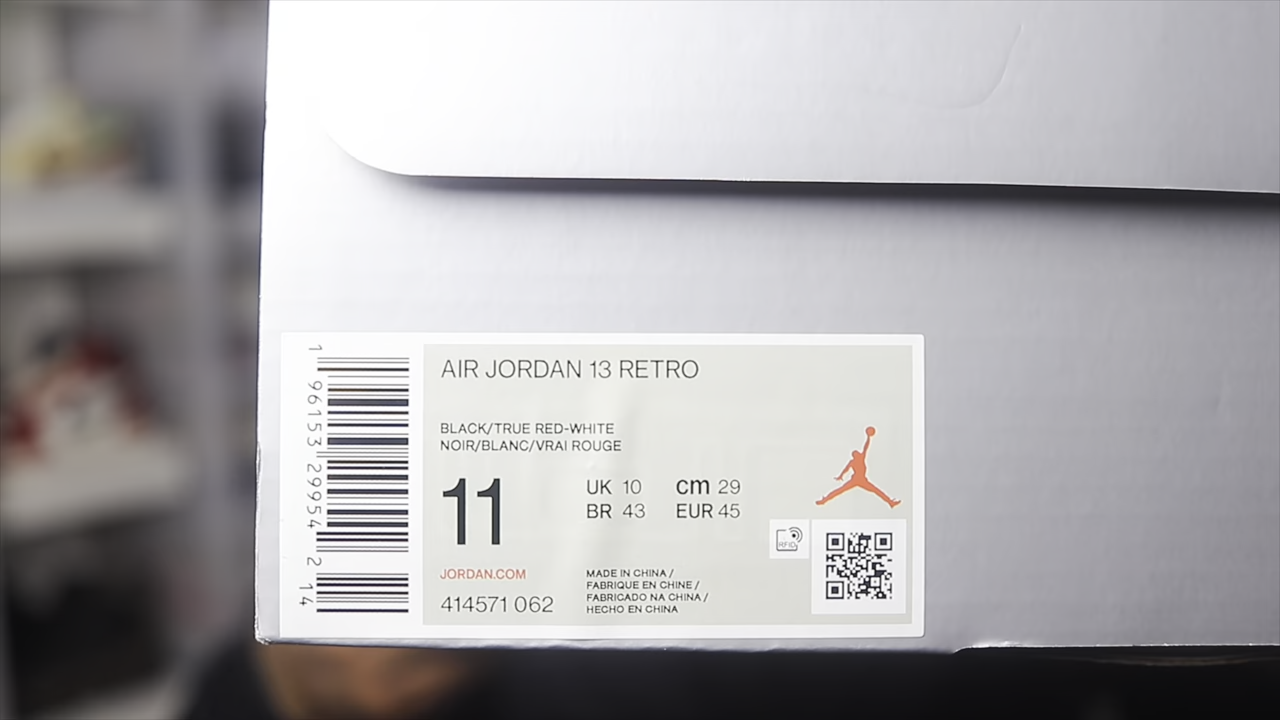 AIR JORDAN 13 RETRO
BLACK/TRUE RED-WHITE
NOIR/BLANC/VRAI ROUGE
11
UK 10 cm 29
BR 43 EUR 45
RFID
JORDAN.COM
414571 062
MADE IN CHINA /
FABRIQUE EN CHINE /
FABRICADO NA CHINA /
HECHO EN CHINA
1 96153 29954 2 14